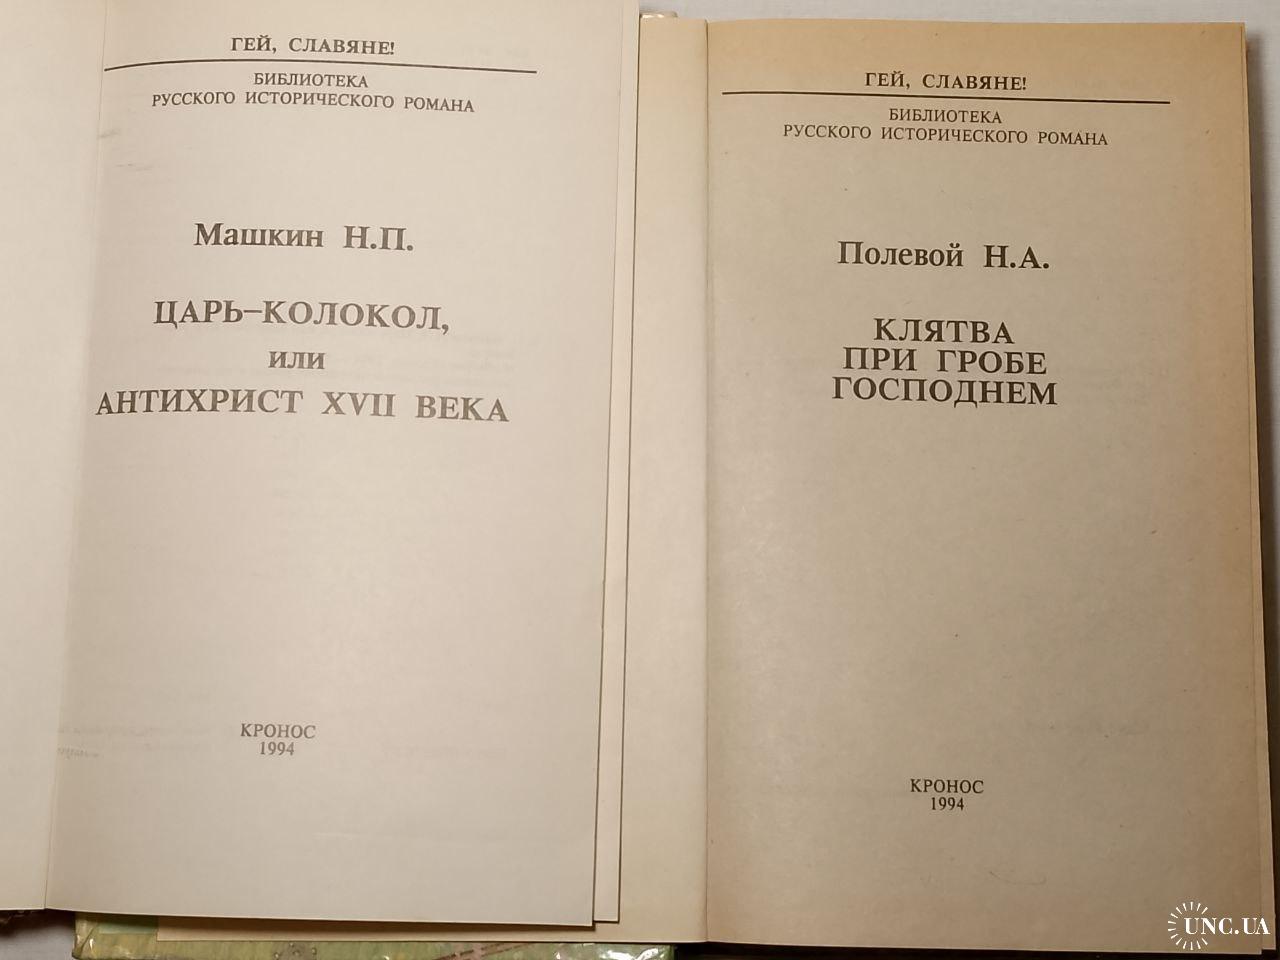 ГЕЙ, СЛАВЯНЕ!
БИБЛИОТЕКА
РУССКОГО ИСТОРИЧЕСКОГО РОМАНА
Машкин Н.П.
ЦАРЬ-КОЛОКОЛ,
ИЛИ
АНТИХРИСТ XVII ВЕКА
КРОНОС
1994
ГЕЙ, СЛАВЯНЕ!
БИБЛИОТЕКА
РУССКОГО ИСТОРИЧЕСКОГО РОМАНА
Полевой Н.А.
КЛЯТВА
ПРИ ГРОБЕ
ГОСПОДНЕМ
КРОНОС
1994
UNC.UA